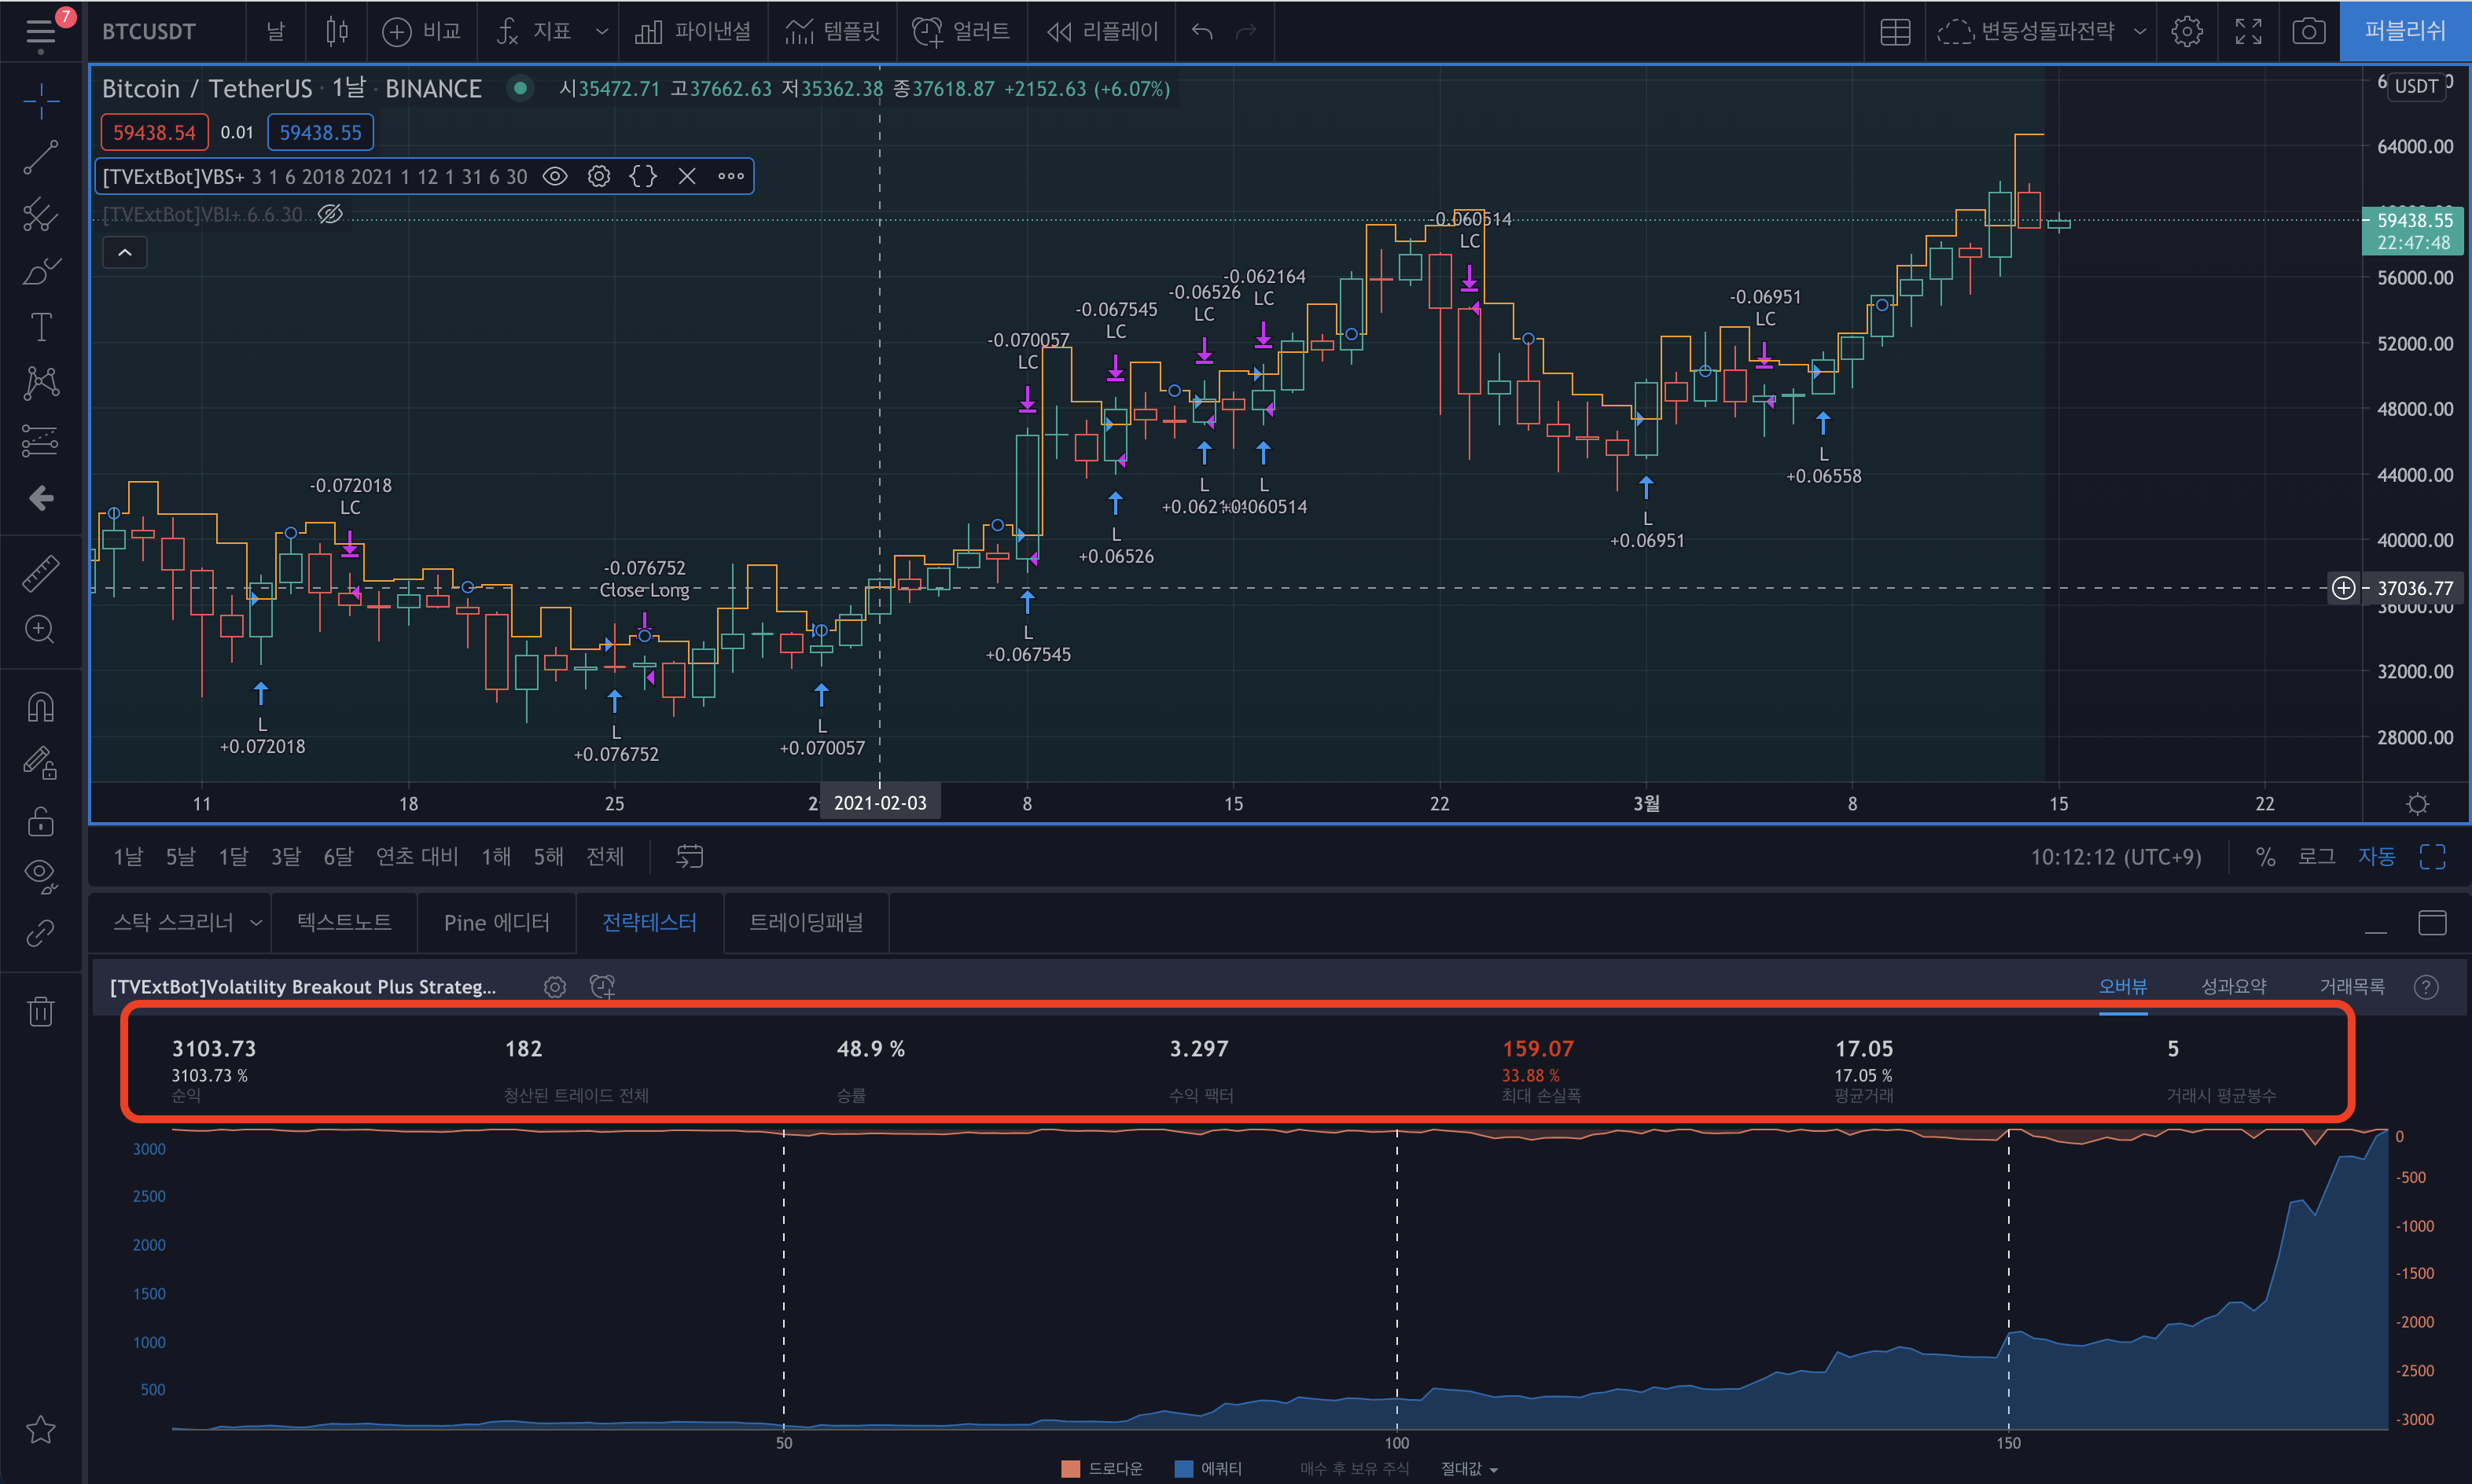 7
BTCUSDT 날 비교 지표 파이낸셜 템플릿 얼러트 리플레이 변동성돌파전략 퍼블리쉬
Bitcoin / TetherUS · 1날 · BINANCE 시35472.71 고37662.63 저35362.38 종37618.87 +2152.63 (+6.07%)
USDT
59438.54 0.01 59438.55
[TVExtBot]VBS+ 3 1 6 2018 2021 1 12 1 31 6 30
[TVExtBot]VBI+ 6 6 30
64000.00
59438.55
22:47:48
56000.00
52000.00
48000.00
44000.00
40000.00
37036.77
36000.00
32000.00
28000.00
-0.072018
LC
-0.076752
Close Long
-0.070057
LC
-0.067545
LC
-0.06526
LC
-0.062164
LC
-0.060514
LC
-0.06951
LC
L
+0.072018
L
+0.076752
L
+0.070057
L
+0.067545
L
+0.06526
L
L
+0.060514
L
+0.06951
L
+0.06558
11 18 25 2021-02-03 8 15 22 3월 8 15 22
1날 5날 1달 3달 6달 연초 대비 1해 5해 전체 10:12:12 (UTC+9) % 로그 자동
스탁 스크리너 텍스트노트 Pine 에디터 전략테스터 트레이딩패널
[TVExtBot]Volatility Breakout Plus Strateg... 오버뷰 성과요약 거래목록 ?
3103.73 182 48.9 % 3.297 159.07 17.05 5
3103.73 % 33.88 % 17.05 %
순익 청산된 트레이드 전체 승률 수익 팩터 최대 손실폭 평균거래 거래시 평균봉수
3000
2500
2000
1500
1000
500
0
-500
-1000
-1500
-2000
-2500
-3000
50 100 150
드로다운 에쿼티 매수 후 보유 주식 절대값